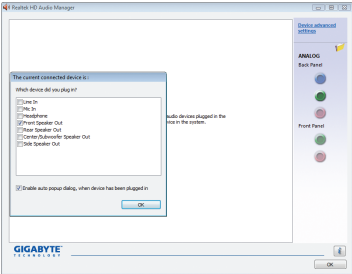 Realtek HD Audio Manager
Device advanced
settings
ANALOG
Back Panel
The current connected device is :
Which device did you plug in?
Line In
Mic In
Headphone
Front Speaker Out
Rear Speaker Out
Center/Subwoofer Speaker Out
Side Speaker Out
audio devices plugged in the
vice in the system.
Front Panel
Enable auto popup dialog, when device has been plugged in
OK
GIGABYTE™
TECHNOLOGY
i
OK